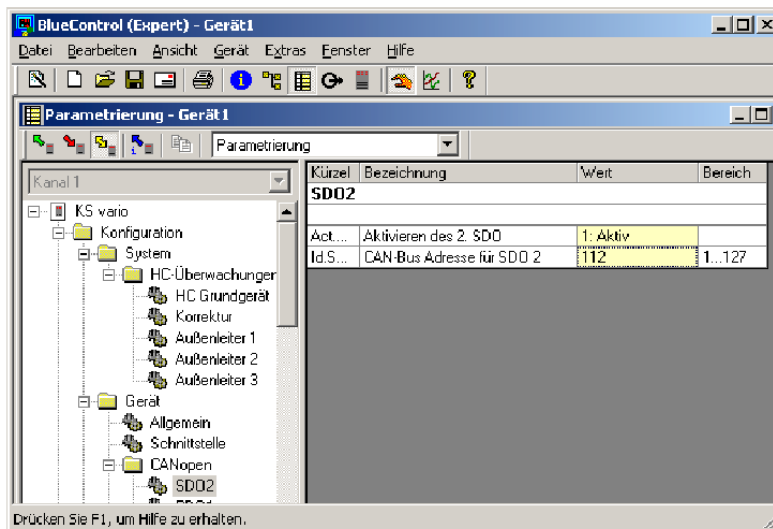 BlueControl (Expert) - Gerät1
Datei Bearbeiten Ansicht Gerät Extras Fenster Hilfe
Parametrierung - Gerät1
Parametrierung
Kanal 1
KS vario
Konfiguration
System
HC-Überwachunger
HC Grundgerät
Korrektur
Außenleiter 1
Außenleiter 2
Außenleiter 3
Gerät
Allgemein
Schnittstelle
CANopen
SDO2
Kürzel Bezeichnung Wert Bereich
SDO2
Act.... Aktivieren des 2. SDO 1: Aktiv
Id.S... CAN-Bus Adresse für SDO 2 112 1...127
Drücken Sie F1, um Hilfe zu erhalten.